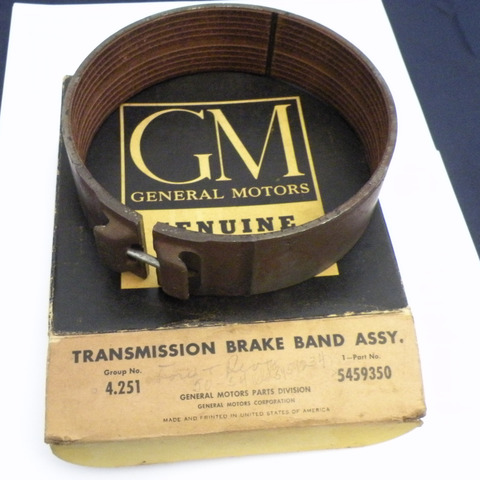 GM
GENERAL MOTORS
GENUINE
TRANSMISSION BRAKE BAND ASSY.
Group No.
4.251
1-Part No.
5459350
GENERAL MOTORS PARTS DIVISION
GENERAL MOTORS CORPORATION
MADE AND PRINTED IN UNITED STATES OF AMERICA